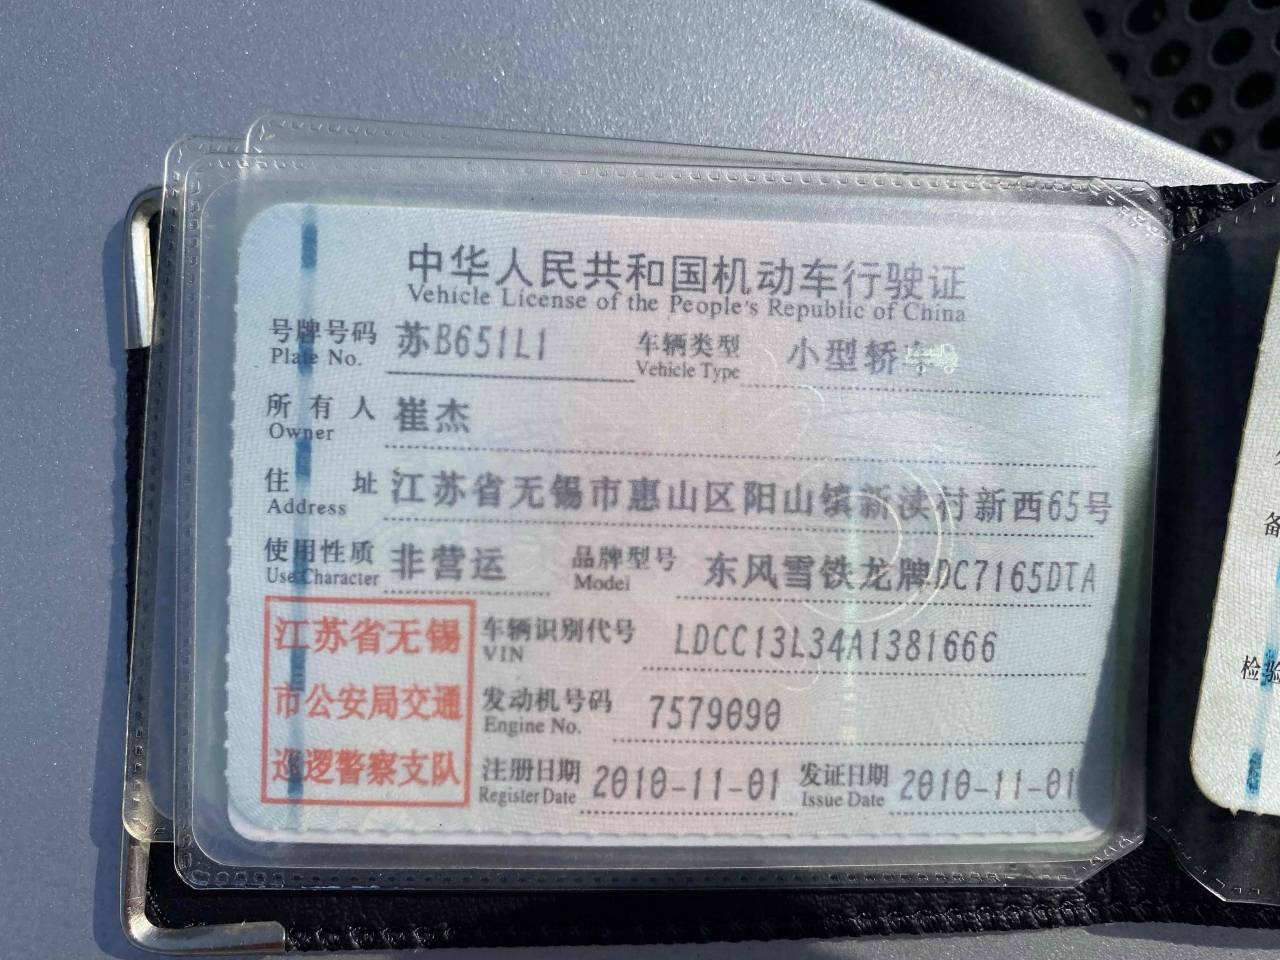 中华人民共和国机动车行驶证
Vehicle License of the People's Republic of China
号牌号码 苏B651L1 车辆类型 小型轿车
Plate No. Vehicle Type
所有人 崔杰
Owner
住址 江苏省无锡市惠山区阳山镇新渎村新西65号
Address
使用性质 非营运 品牌型号 东风雪铁龙牌DC7165DTA
Use Character Model
江苏省无锡
市公安局交通
巡逻警察支队
车辆识别代号 LDCC13L34A1381666
VIN
发动机号码 7579090
Engine No.
注册日期 2010-11-01 发证日期 2010-11-01
Register Date Issue Date
备
检验